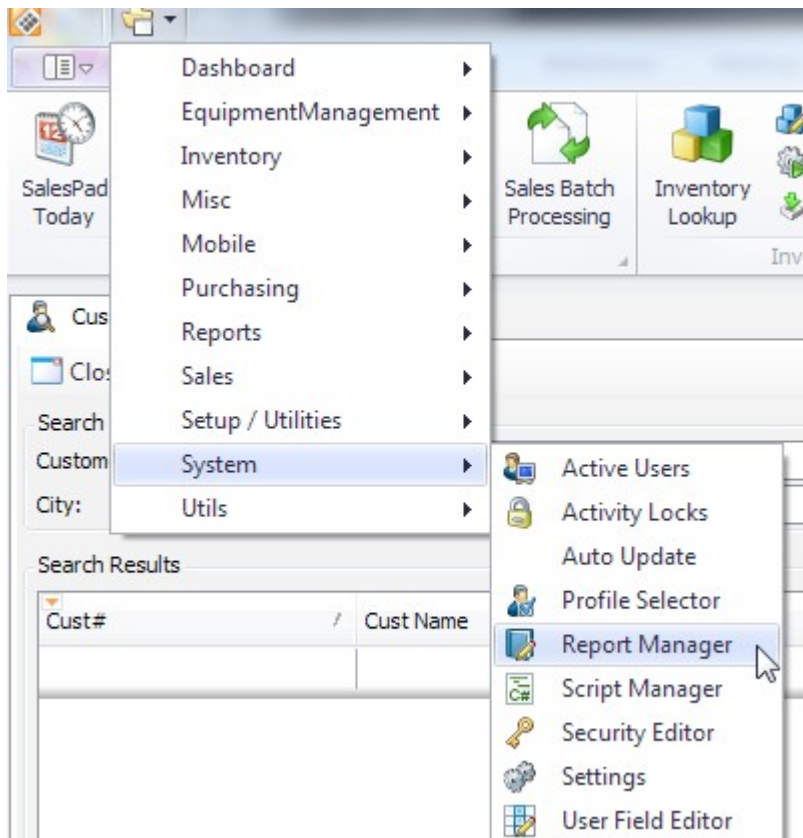 Dashboard
EquipmentManagement
Inventory
Misc
Mobile
Purchasing
Reports
Sales
Setup / Utilities
System
Utils
12
SalesPad
Today
Sales Batch
Processing
Inventory
Lookup
Inv
Cus
Clos
Search
Custom
City:
Active Users
Activity Locks
Auto Update
Profile Selector
Report Manager
C#
Script Manager
Security Editor
Settings
User Field Editor
Search Results
Cust#
Cust Name